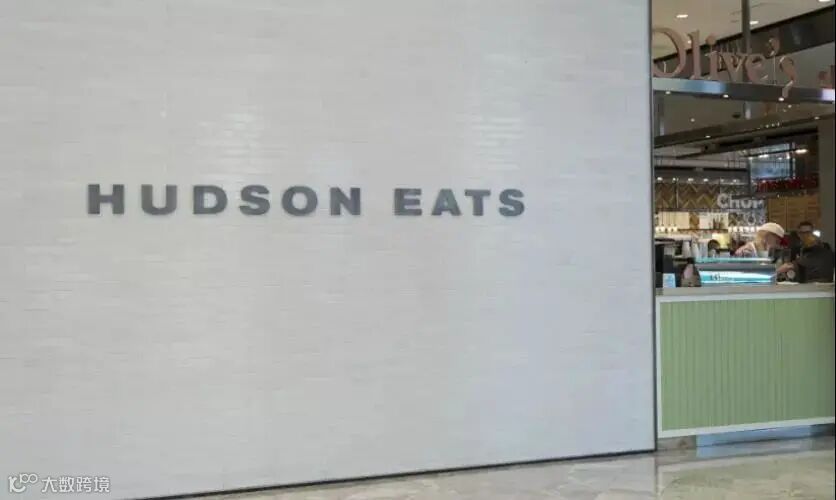 Olive's
HUDSON EATS
CHOP
大数跨境